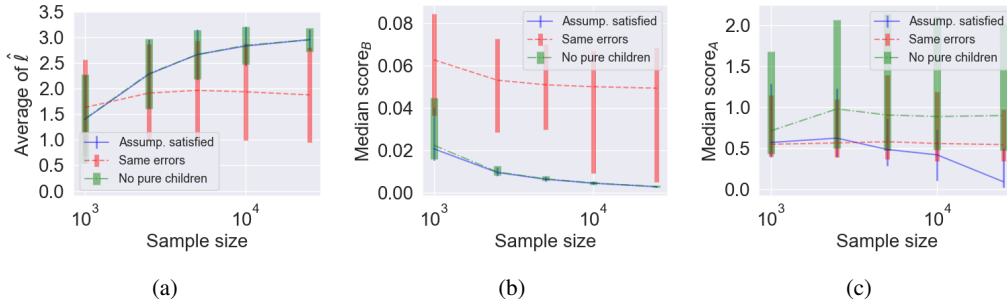 3.5
3.0
2.5
2.0
1.5
1.0
0.5
0.0
Average of ℓ̂
Assump. satisfied
Same errors
No pure children
10³
10⁴
Sample size
(a)
0.08
0.06
0.04
0.02
0.00
Median score_B
Assump. satisfied
Same errors
No pure children
10³
10⁴
Sample size
(b)
2.0
1.5
1.0
0.5
0.0
Median score_A
Assump. satisfied
Same errors
No pure children
10³
10⁴
Sample size
(c)